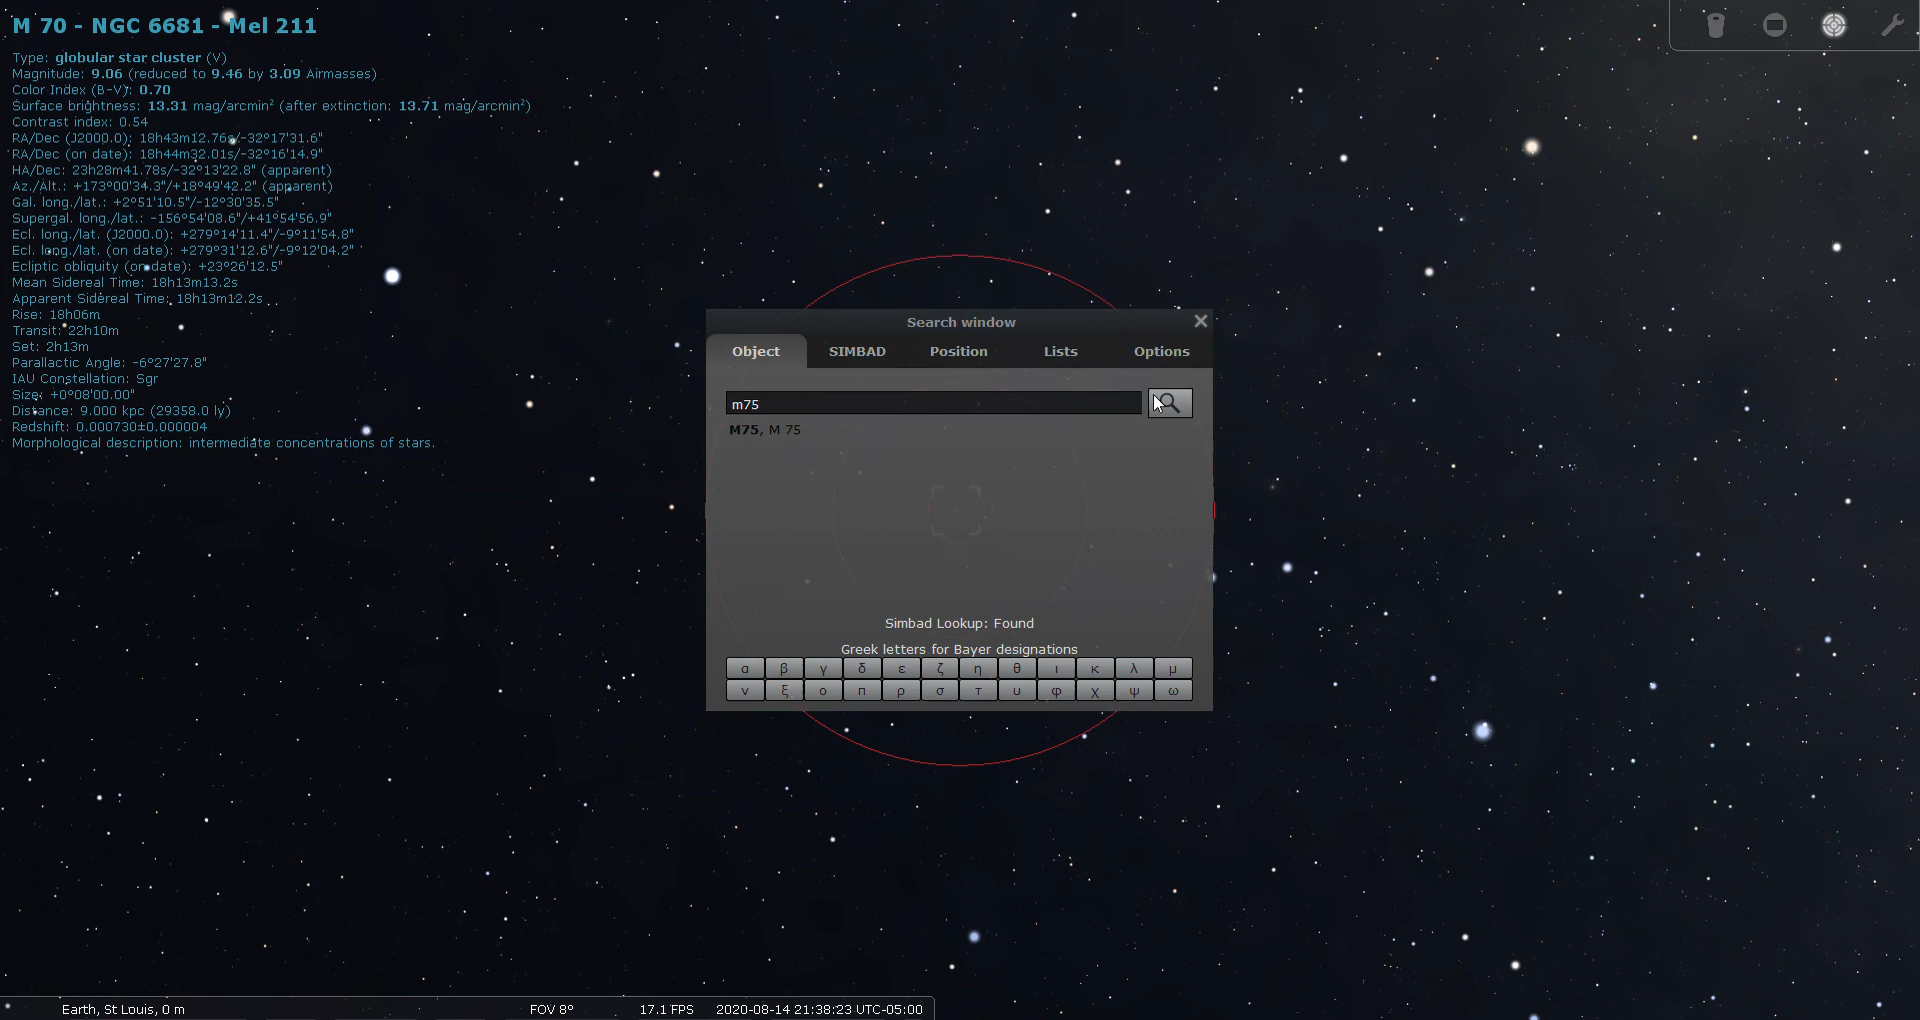 M 70 - NGC 6681 - Mel 211
Type: globular star cluster (V)
Magnitude: 9.06 (reduced to 9.46 by 3.09 Airmasses)
Color Index (B-V): 0.70
Surface brightness: 13.31 mag/arcmin² (after extinction: 13.71 mag/arcmin²)
Contrast index: 0.54
RA/Dec (J2000.0): 18h43m12.76s/-32°17'31.6"
RA/Dec (on date): 18h44m32.01s/-32°16'14.9"
HA/Dec: 23h28m41.78s/-32°13'22.8" (apparent)
Az./Alt.: +173°00'34.3"/+18°49'42.2" (apparent)
Gal. long./lat.: +2°51'10.5"/-12°30'35.5"
Supergal. long./lat.: -156°54'08.6"/+41°54'56.9"
Ecl. long./lat. (J2000.0): +279°14'11.4"/-9°11'54.8"
Ecl. long./lat. (on date): +279°31'12.6"/-9°12'04.2"
Ecliptic obliquity (on date): +23°26'12.5"
Mean Sidereal Time: 18h13m13.2s
Apparent Sidereal Time: 18h13m12.2s
Rise: 18h06m
Transit: 22h10m
Set: 2h13m
Parallactic Angle: -6°27'27.8"
IAU Constellation: Sgr
Size: +0°08'00.00"
Distance: 9.000 kpc (29358.0 ly)
Redshift: 0.000730±0.000004
Morphological description: intermediate concentrations of stars.
Search window
Object SIMBAD Position Lists Options
m75
M75, M 75
Simbad Lookup: Found
Greek letters for Bayer designations
α β γ δ ε ζ η θ ι κ λ μ
ν ξ ο π ρ σ τ υ φ χ ψ ω
Earth, St Louis, 0 m FOV 8° 17.1 FPS 2020-08-14 21:38:23 UTC-05:00